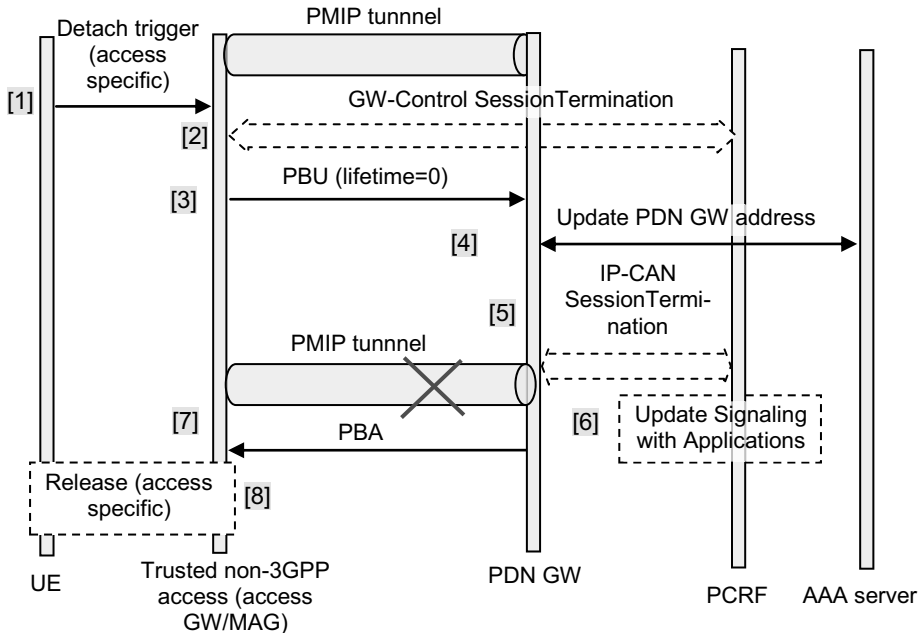 PMIP tunnnel
Detach trigger
(access
specific)
[1]
GW-Control SessionTermination
[2]
PBU (lifetime=0)
[3]
Update PDN GW address
[4]
IP-CAN
SessionTermi-
nation
[5]
PMIP tunnnel
[6]
Update Signaling
with Applications
[7]
PBA
Release (access
specific)
[8]
UE
Trusted non-3GPP
access (access
GW/MAG)
PDN GW
PCRF
AAA server